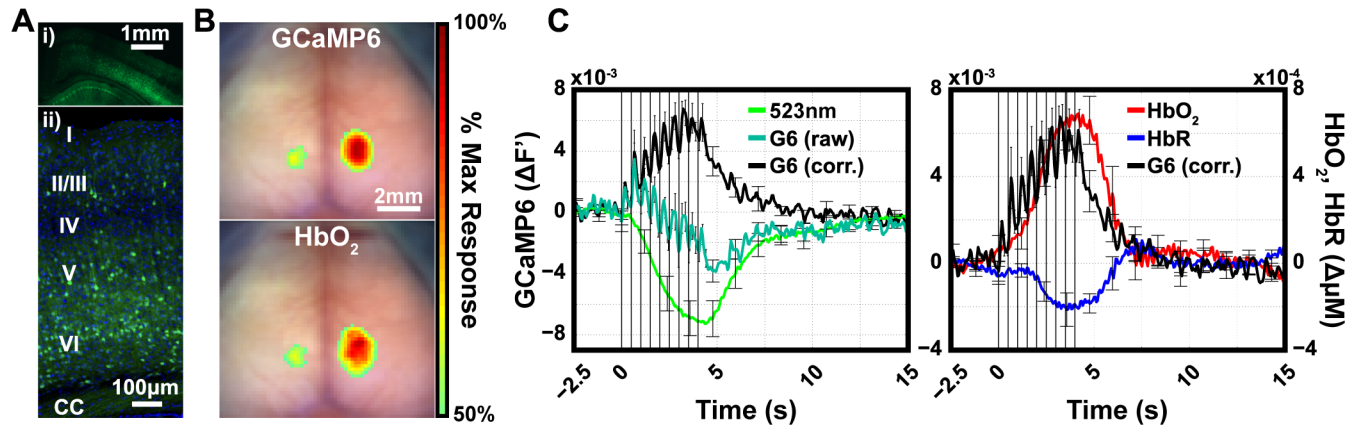 A
i)
1mm
ii)
I
II/III
IV
V
VI
100µm
CC
B
GCaMP6
2mm
HbO₂
100%
% Max Response
50%
C
x10⁻³
8
4
0
−4
−8
GCaMP6 (ΔF’)
523nm
G6 (raw)
G6 (corr.)
-2.5
0
5
10
15
Time (s)
x10⁻³
8
4
0
−4
x10⁻⁴
8
4
0
−4
HbO₂, HbR (ΔµM)
HbO₂
HbR
G6 (corr.)
-2.5
0
5
10
15
Time (s)